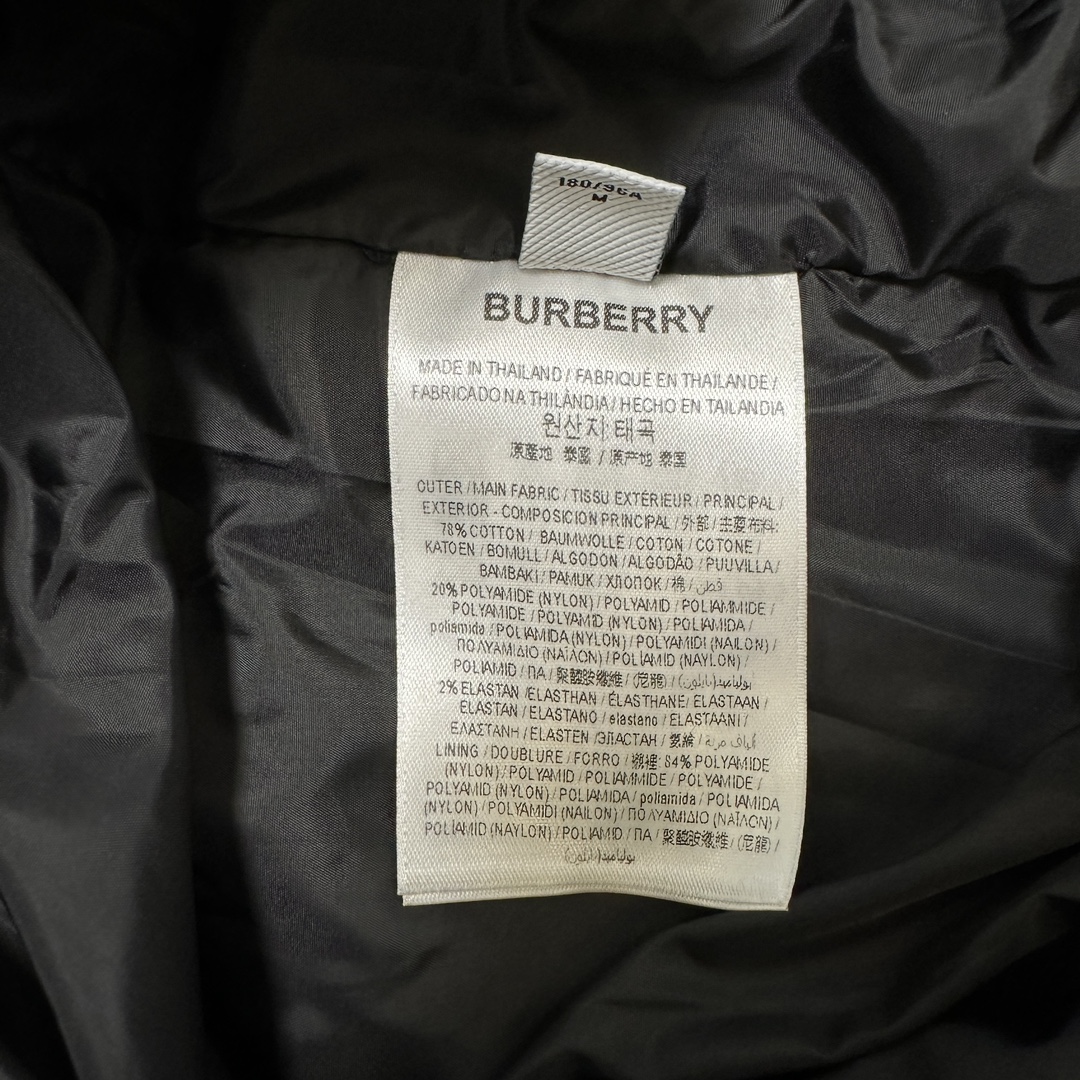 180/96A
M
BURBERRY
MADE IN THAILAND / FABRIQUÉ EN THAÏLANDE /
FABRICADO NA THILÂNDIA / HECHO EN TAILANDIA
원산지 태국
原產地 泰國 / 原产地 泰国
OUTER / MAIN FABRIC / TISSU EXTÉRIEUR / PRINCIPAL /
EXTERIOR - COMPOSICION PRINCIPAL / 外部 / 主要布料:
78% COTTON / BAUMWOLLE / COTON / COTONE /
KATOEN / BOMULL / ALGODON / ALGODÃO / PUUVILLA /
BAMBAKI / PAMUK / ХЛОПОК / 棉 / قطن
20% POLYAMIDE (NYLON) / POLYAMID / POLIAMMIDE /
POLYAMIDE / POLYAMID (NYLON) / POLIAMIDA /
poliamida / POLIAMIDA (NYLON) / POLYAMIDI (NAILON) /
ΠΟΛΥΑΜΙΔΙΟ (ΝΑΪΛΟΝ) / POLİAMİD (NAYLON) /
POLIAMID / ПА / 聚醯胺纖維 / (尼龍) / بولياميد(نايلون)
2% ELASTAN /ELASTHAN / ÉLASTHANE/ ELASTAAN /
ELASTAN / ELASTANO / elastano / ELASTAANI /
ΕΛΑΣΤΑΝΗ / ELASTEN /ЭЛАСТАН / 氨綸 / ألياف مرنة
LINING / DOUBLURE / FORRO / 襯裡: 84% POLYAMIDE
(NYLON) / POLYAMID / POLIAMMIDE / POLYAMIDE /
POLYAMID (NYLON) / POLIAMIDA / poliamida / POLIAMIDA
(NYLON) / POLYAMIDI (NAILON) / ΠΟΛΥΑΜΙΔΙΟ (ΝΑΪΛΟΝ) /
POLİAMİD (NAYLON) / POLIAMID / ПА / 聚醯胺纖維 / (尼龍) /
بولياميد(نايلون)